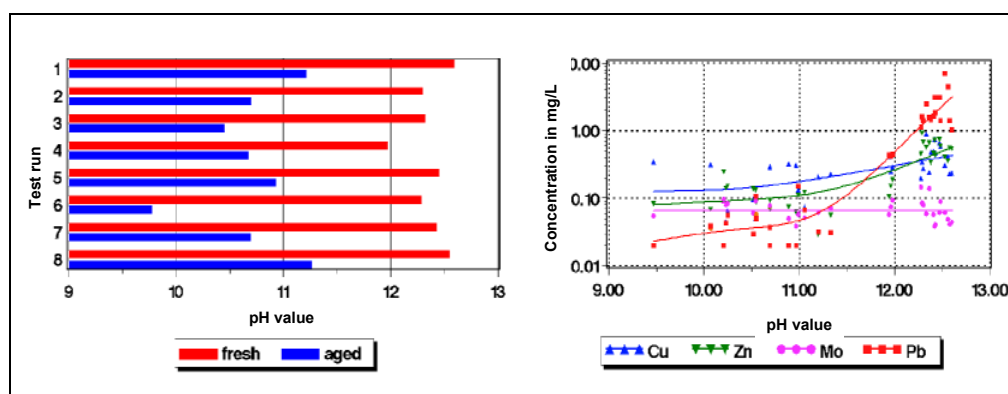 Test run
1
2
3
4
5
6
7
8
9 10 11 12 13
pH value
fresh aged
Concentration in mg/L
0.00
1.00
0.10
0.01
9.00 10.00 11.00 12.00 13.00
pH value
Cu Zn Mo Pb